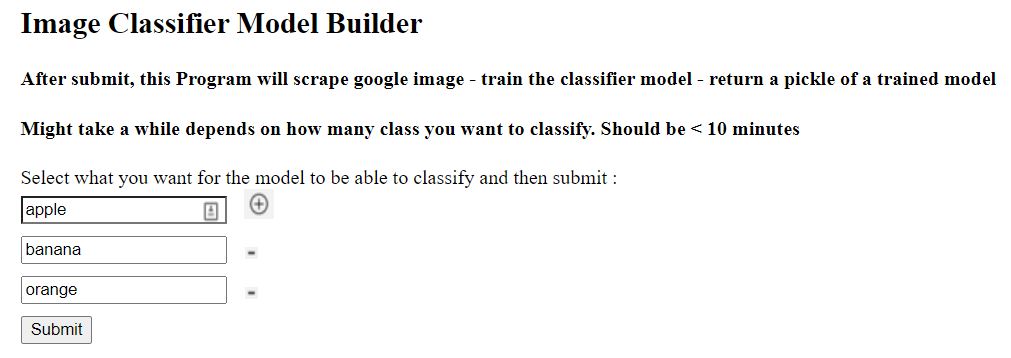 Image Classifier Model Builder
After submit, this Program will scrape google image - train the classifier model - return a pickle of a trained model
Might take a while depends on how many class you want to classify. Should be < 10 minutes
Select what you want for the model to be able to classify and then submit :
apple
banana
orange
Submit